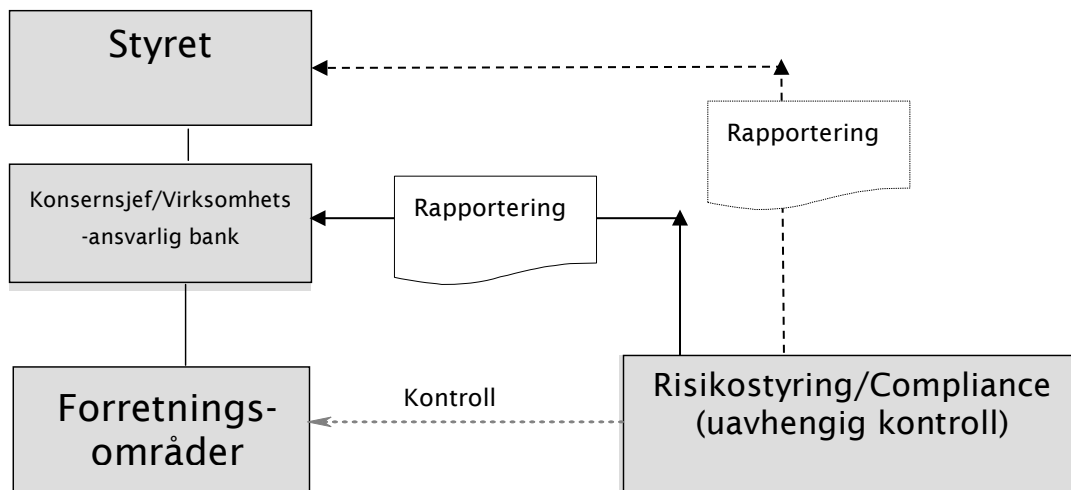 Styret
Rapportering
Konsernsjef/Virksomhets
-ansvarlig bank
Rapportering
Forretnings-
områder
Kontroll
Risikostyring/Compliance
(uavhengig kontroll)